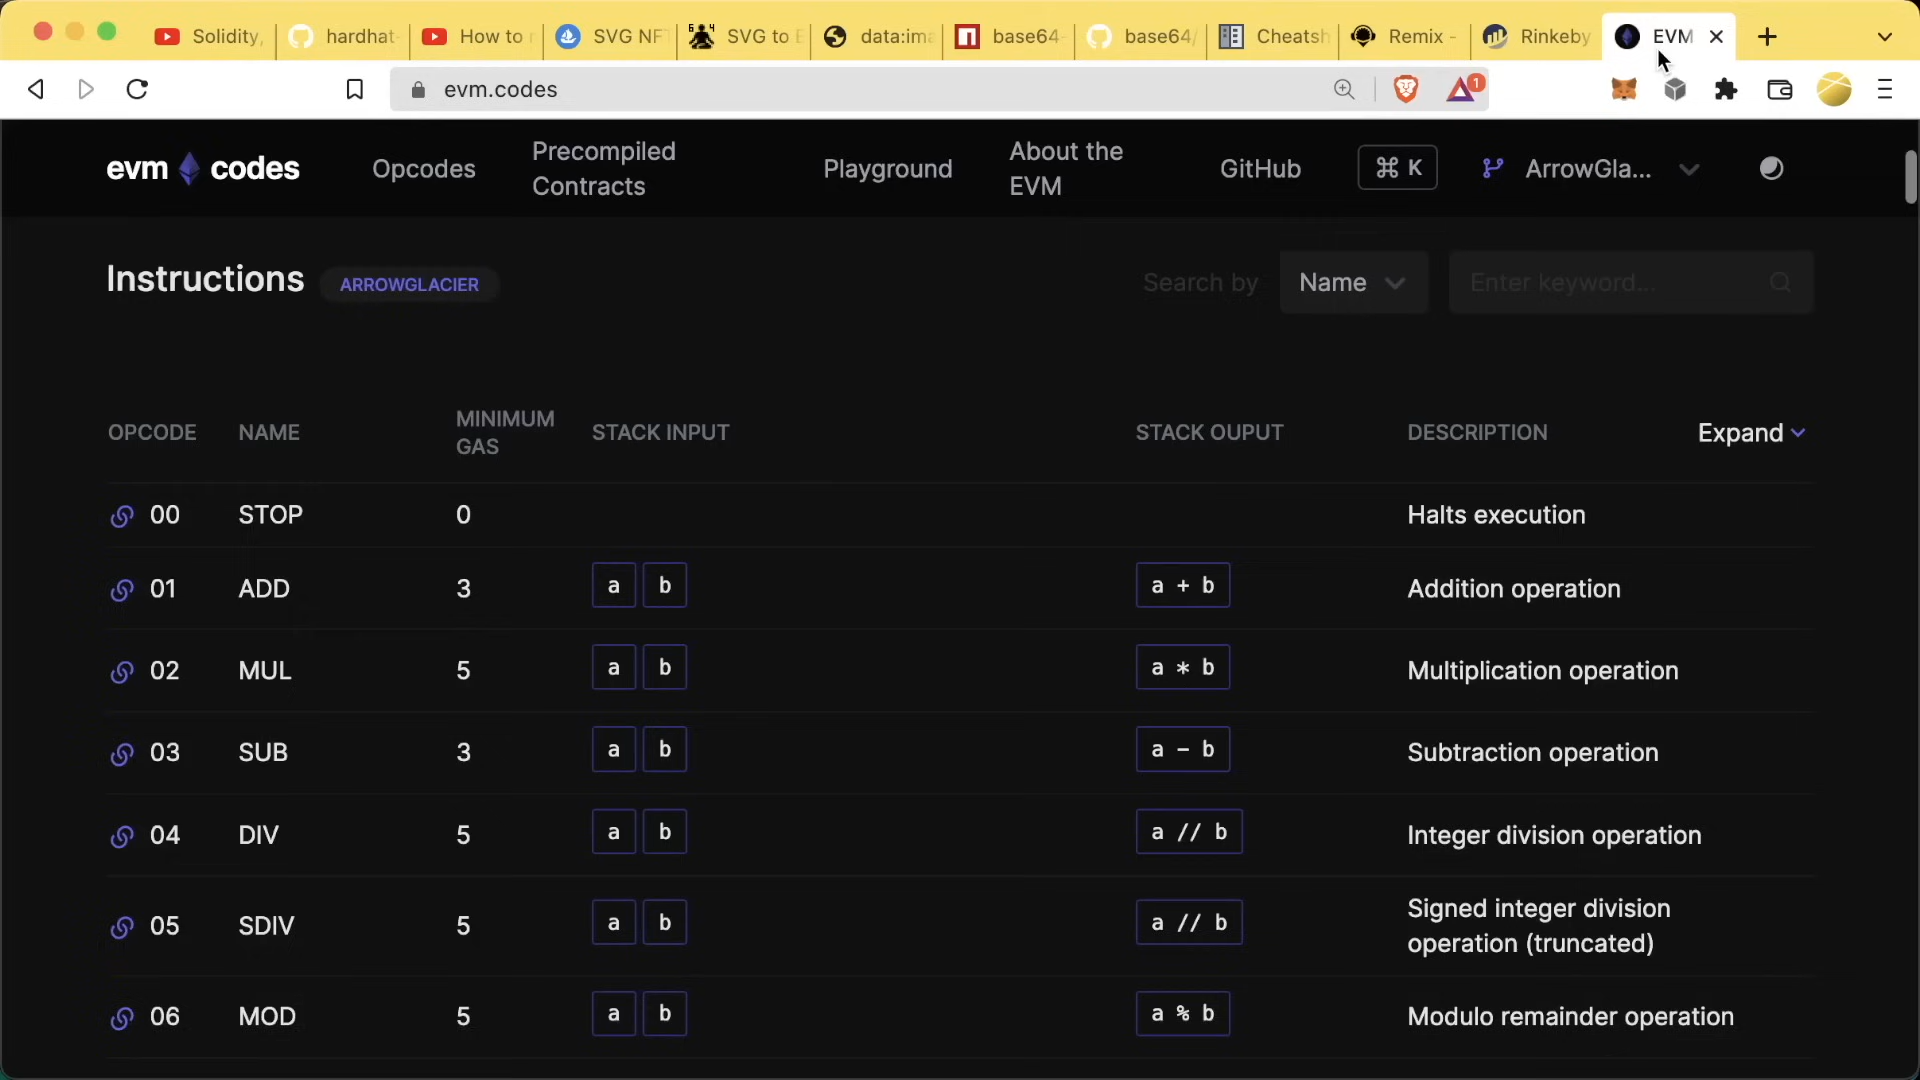 Solidity,
hardhat-
How to
SVG NF
SVG to
data:im
base64-
base64/
Cheatsh
Remix -
Rinkeby
EVM
evm.codes
1
evm codes
Opcodes
Precompiled
Contracts
Playground
About the
EVM
GitHub
⌘ K
ArrowGla...
Instructions
ARROWGLACIER
Search by
Name
Enter keyword...
OPCODE NAME MINIMUM GAS STACK INPUT STACK OUPUT DESCRIPTION Expand
00 STOP 0 Halts execution
01 ADD 3 a b a + b Addition operation
02 MUL 5 a b a * b Multiplication operation
03 SUB 3 a b a - b Subtraction operation
04 DIV 5 a b a // b Integer division operation
05 SDIV 5 a b a // b Signed integer division
operation (truncated)
06 MOD 5 a b a % b Modulo remainder operation